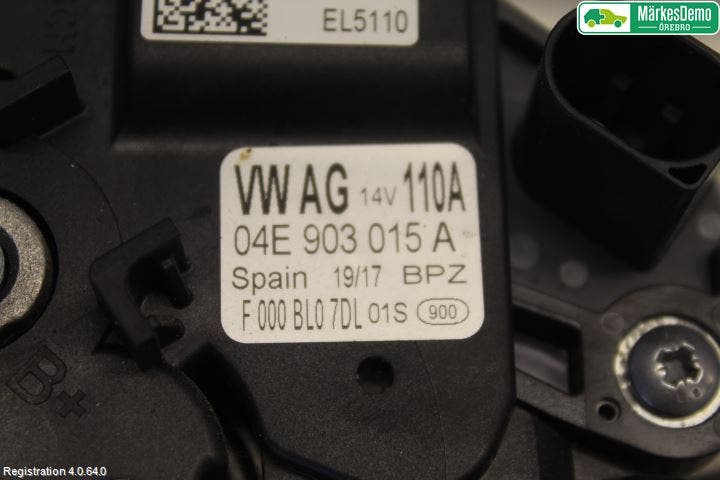 MärkesDemo
ÖREBRO
EL5110
VW AG 14V 110A
04E 903 015 A
Spain 19/17 BPZ
F 000 BL0 7DL 01S 900
B+
Registration 4.0.64.0